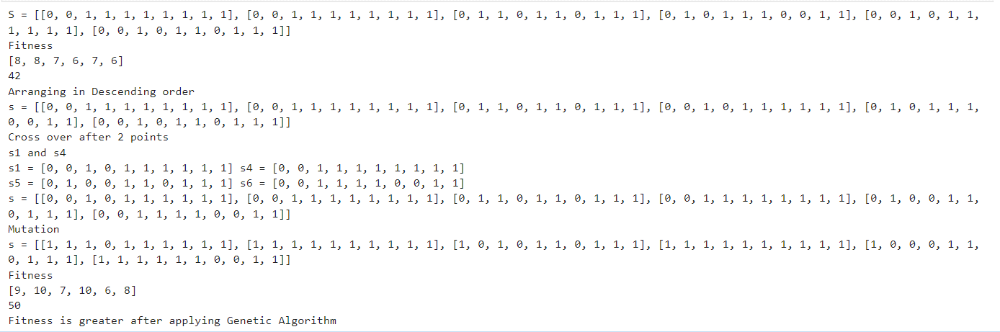 S = [[0, 0, 1, 1, 1, 1, 1, 1, 1, 1], [0, 0, 1, 1, 1, 1, 1, 1, 1, 1], [0, 1, 1, 0, 1, 1, 0, 1, 1, 1], [0, 1, 0, 1, 1, 1, 0, 0, 1, 1], [0, 0, 1, 0, 1, 1,
1, 1, 1, 1], [0, 0, 1, 0, 1, 1, 0, 1, 1, 1]]
Fitness
[8, 8, 7, 6, 7, 6]
42
Arranging in Descending order
s = [[0, 0, 1, 1, 1, 1, 1, 1, 1, 1], [0, 0, 1, 1, 1, 1, 1, 1, 1, 1], [0, 1, 1, 0, 1, 1, 0, 1, 1, 1], [0, 0, 1, 0, 1, 1, 1, 1, 1, 1], [0, 1, 0, 1, 1, 1,
0, 0, 1, 1], [0, 0, 1, 0, 1, 1, 0, 1, 1, 1]]
Cross over after 2 points
s1 and s4
s1 = [0, 0, 1, 0, 1, 1, 1, 1, 1, 1] s4 = [0, 0, 1, 1, 1, 1, 1, 1, 1, 1]
s5 = [0, 1, 0, 0, 1, 1, 0, 1, 1, 1] s6 = [0, 0, 1, 1, 1, 1, 0, 0, 1, 1]
s = [[0, 0, 1, 0, 1, 1, 1, 1, 1, 1], [0, 0, 1, 1, 1, 1, 1, 1, 1, 1], [0, 1, 1, 0, 1, 1, 0, 1, 1, 1], [0, 0, 1, 1, 1, 1, 1, 1, 1, 1], [0, 1, 0, 0, 1, 1,
0, 1, 1, 1], [0, 0, 1, 1, 1, 1, 0, 0, 1, 1]]
Mutation
s = [[1, 1, 1, 0, 1, 1, 1, 1, 1, 1], [1, 1, 1, 1, 1, 1, 1, 1, 1, 1], [1, 0, 1, 0, 1, 1, 0, 1, 1, 1], [1, 1, 1, 1, 1, 1, 1, 1, 1, 1], [1, 0, 0, 0, 1, 1,
0, 1, 1, 1], [1, 1, 1, 1, 1, 1, 0, 0, 1, 1]]
Fitness
[9, 10, 7, 10, 6, 8]
50
Fitness is greater after applying Genetic Algorithm